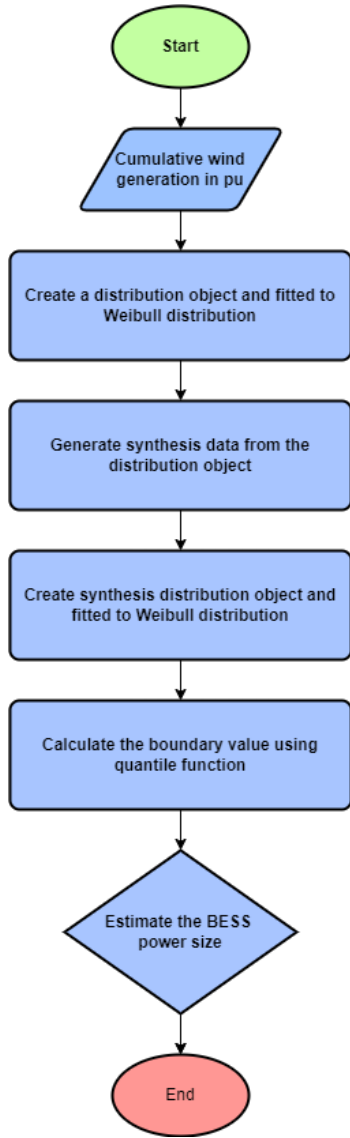 Start
Cumulative wind
generation in pu
Create a distribution object and fitted to
Weibull distribution
Generate synthesis data from the
distribution object
Create synthesis distribution object and
fitted to Weibull distribution
Calculate the boundary value using
quantile function
Estimate the BESS
power size
End